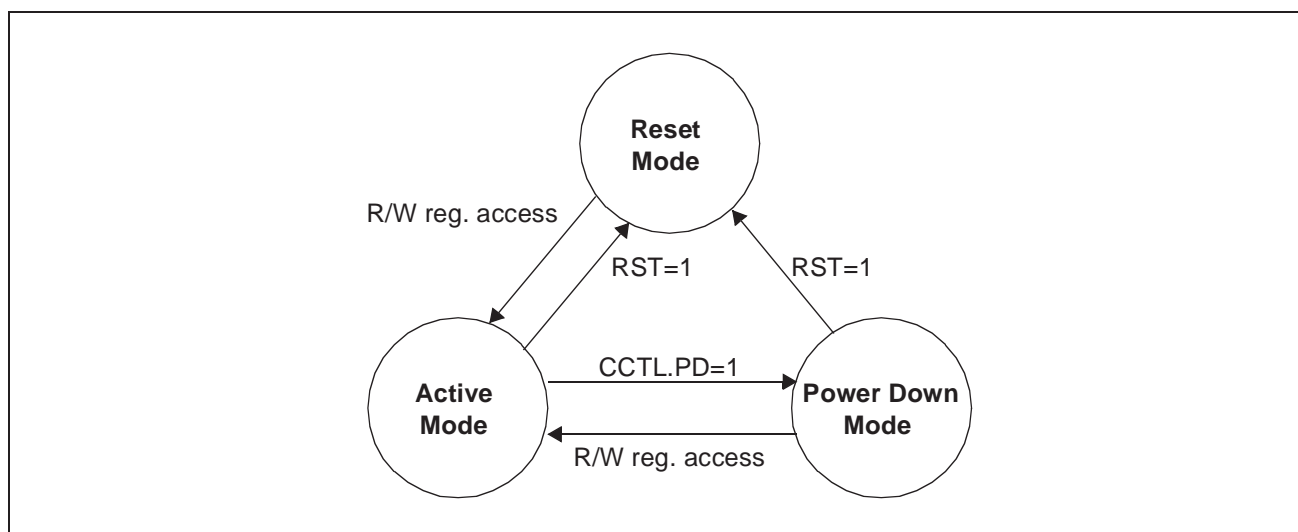 Reset
Mode
R/W reg. access
RST=1
RST=1
CCTL.PD=1
Active
Mode
Power Down
Mode
R/W reg. access